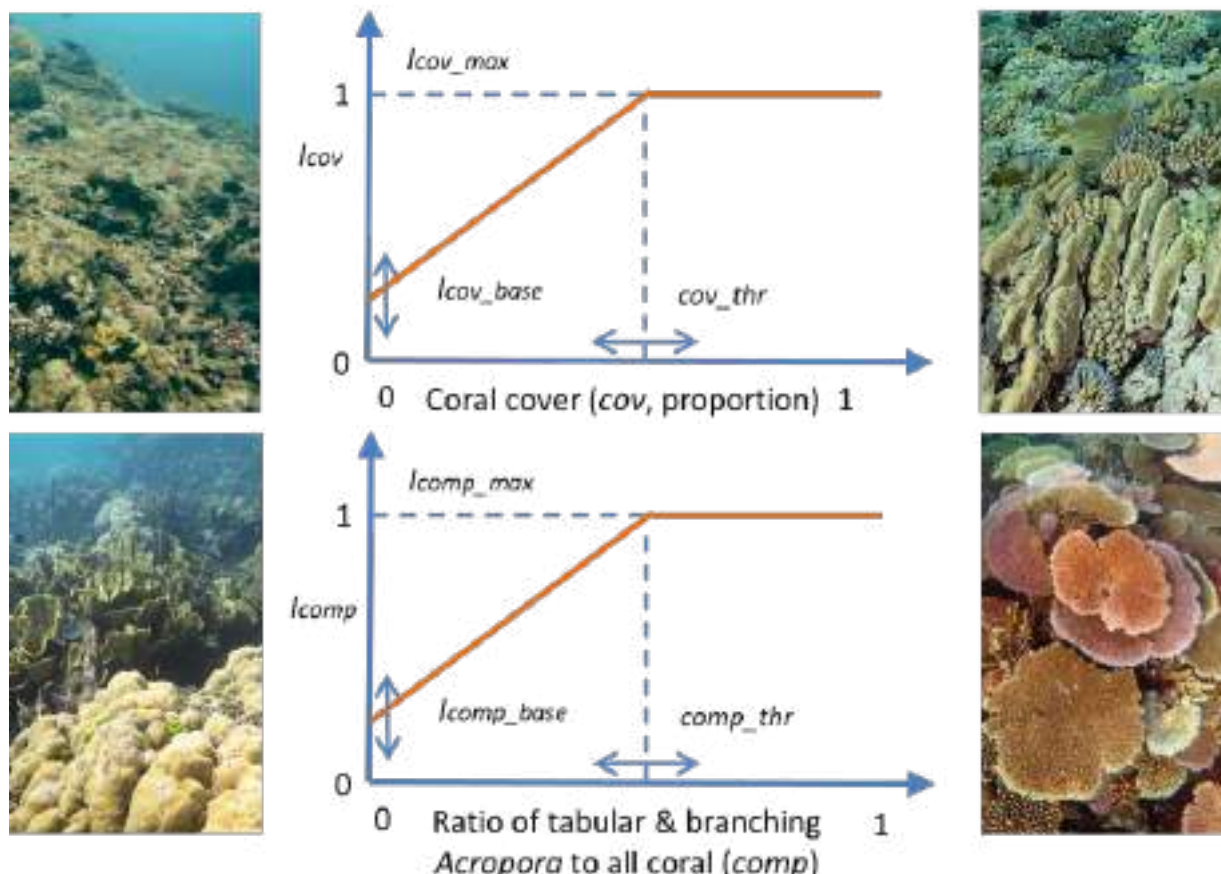 Icov_max
1
Icov
Icov_base
cov_thr
0
0 Coral cover (cov, proportion) 1
Icomp_max
1
Icomp
Icomp_base
comp_thr
0
0 Ratio of tabular & branching 1
Acropora to all coral (comp)